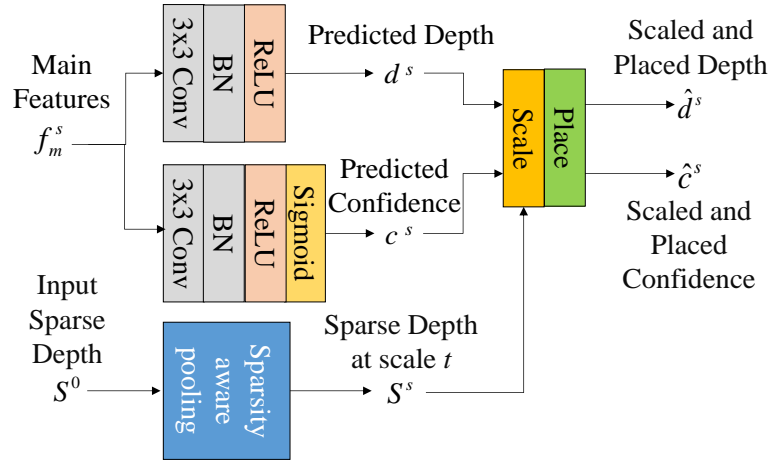 Main
Features
f_m^s
3x3 Conv
BN
ReLU
Predicted Depth
d^s
3x3 Conv
BN
ReLU
Sigmoid
Predicted
Confidence
c^s
Input
Sparse
Depth
S^0
Sparsity
aware
pooling
Sparse Depth
at scale t
S^s
Scale
Place
Scaled and
Placed Depth
d̂^s
ĉ^s
Scaled and
Placed
Confidence